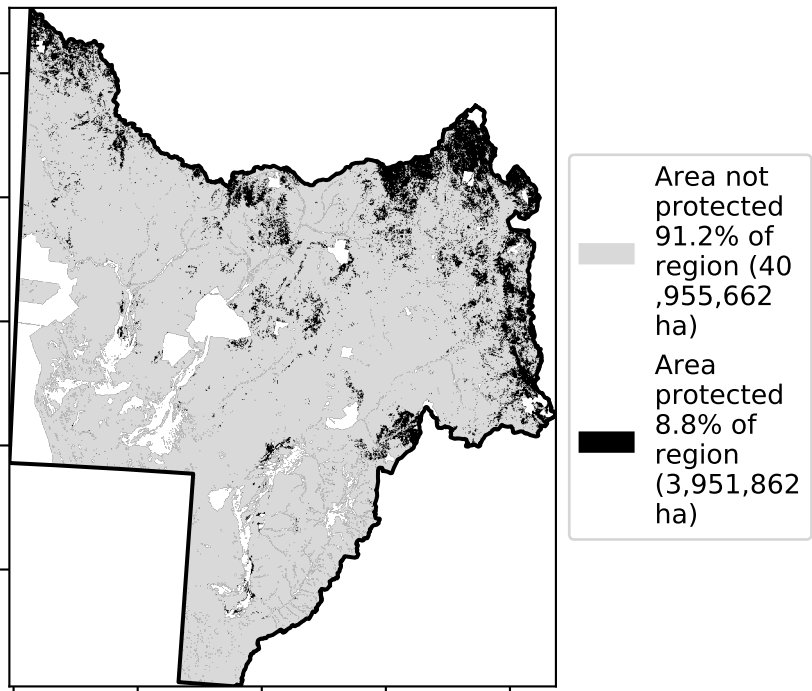 Area not
protected
91.2% of
region (40
,955,662
ha)
Area
protected
8.8% of
region
(3,951,862
ha)